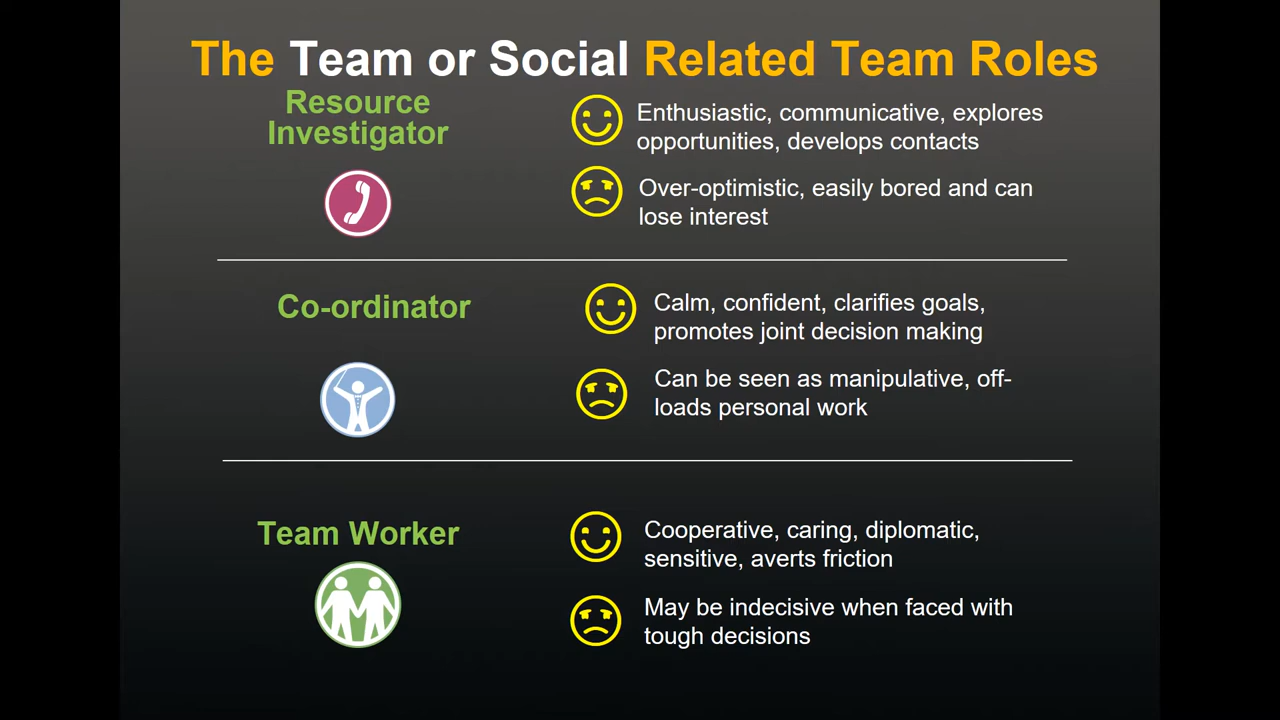 The Team or Social Related Team Roles
Resource
Investigator
Enthusiastic, communicative, explores
opportunities, develops contacts
Over-optimistic, easily bored and can
lose interest
Co-ordinator
Calm, confident, clarifies goals,
promotes joint decision making
Can be seen as manipulative, off-
loads personal work
Team Worker
Cooperative, caring, diplomatic,
sensitive, averts friction
May be indecisive when faced with
tough decisions